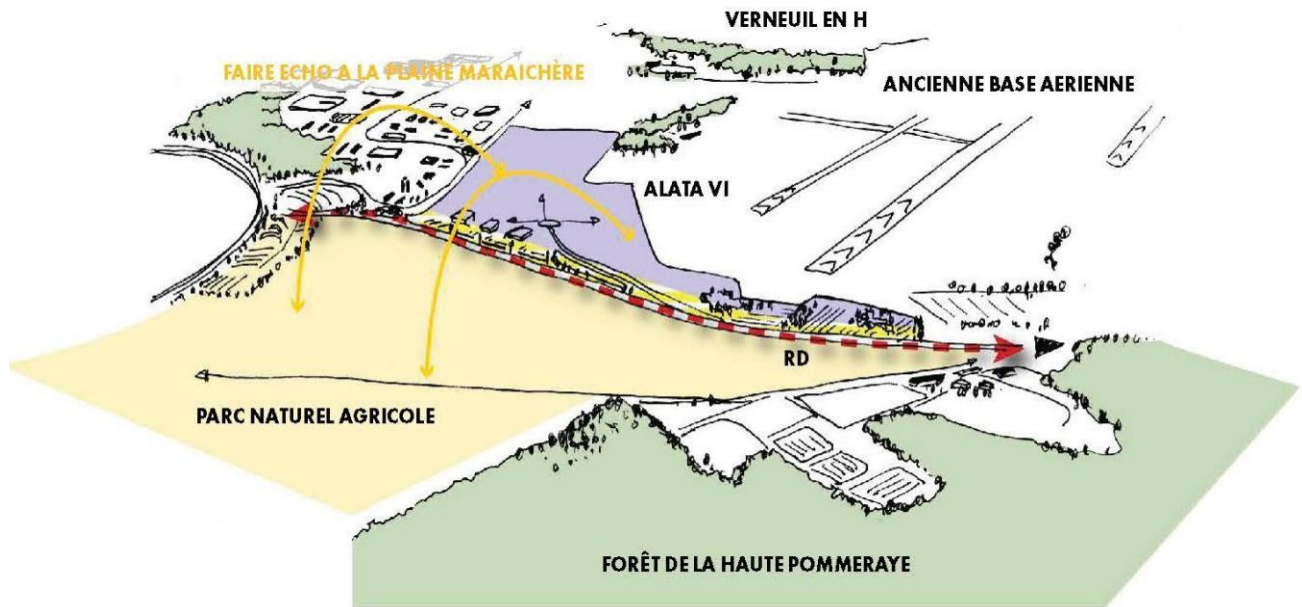 VERNEUIL EN H
FAIRE ECHO A LA PLAINE MARAICHÈRE
ANCIENNE BASE AERIENNE
ALATA VI
RD
PARC NATUREL AGRICOLE
FORÊT DE LA HAUTE POMMERAYE